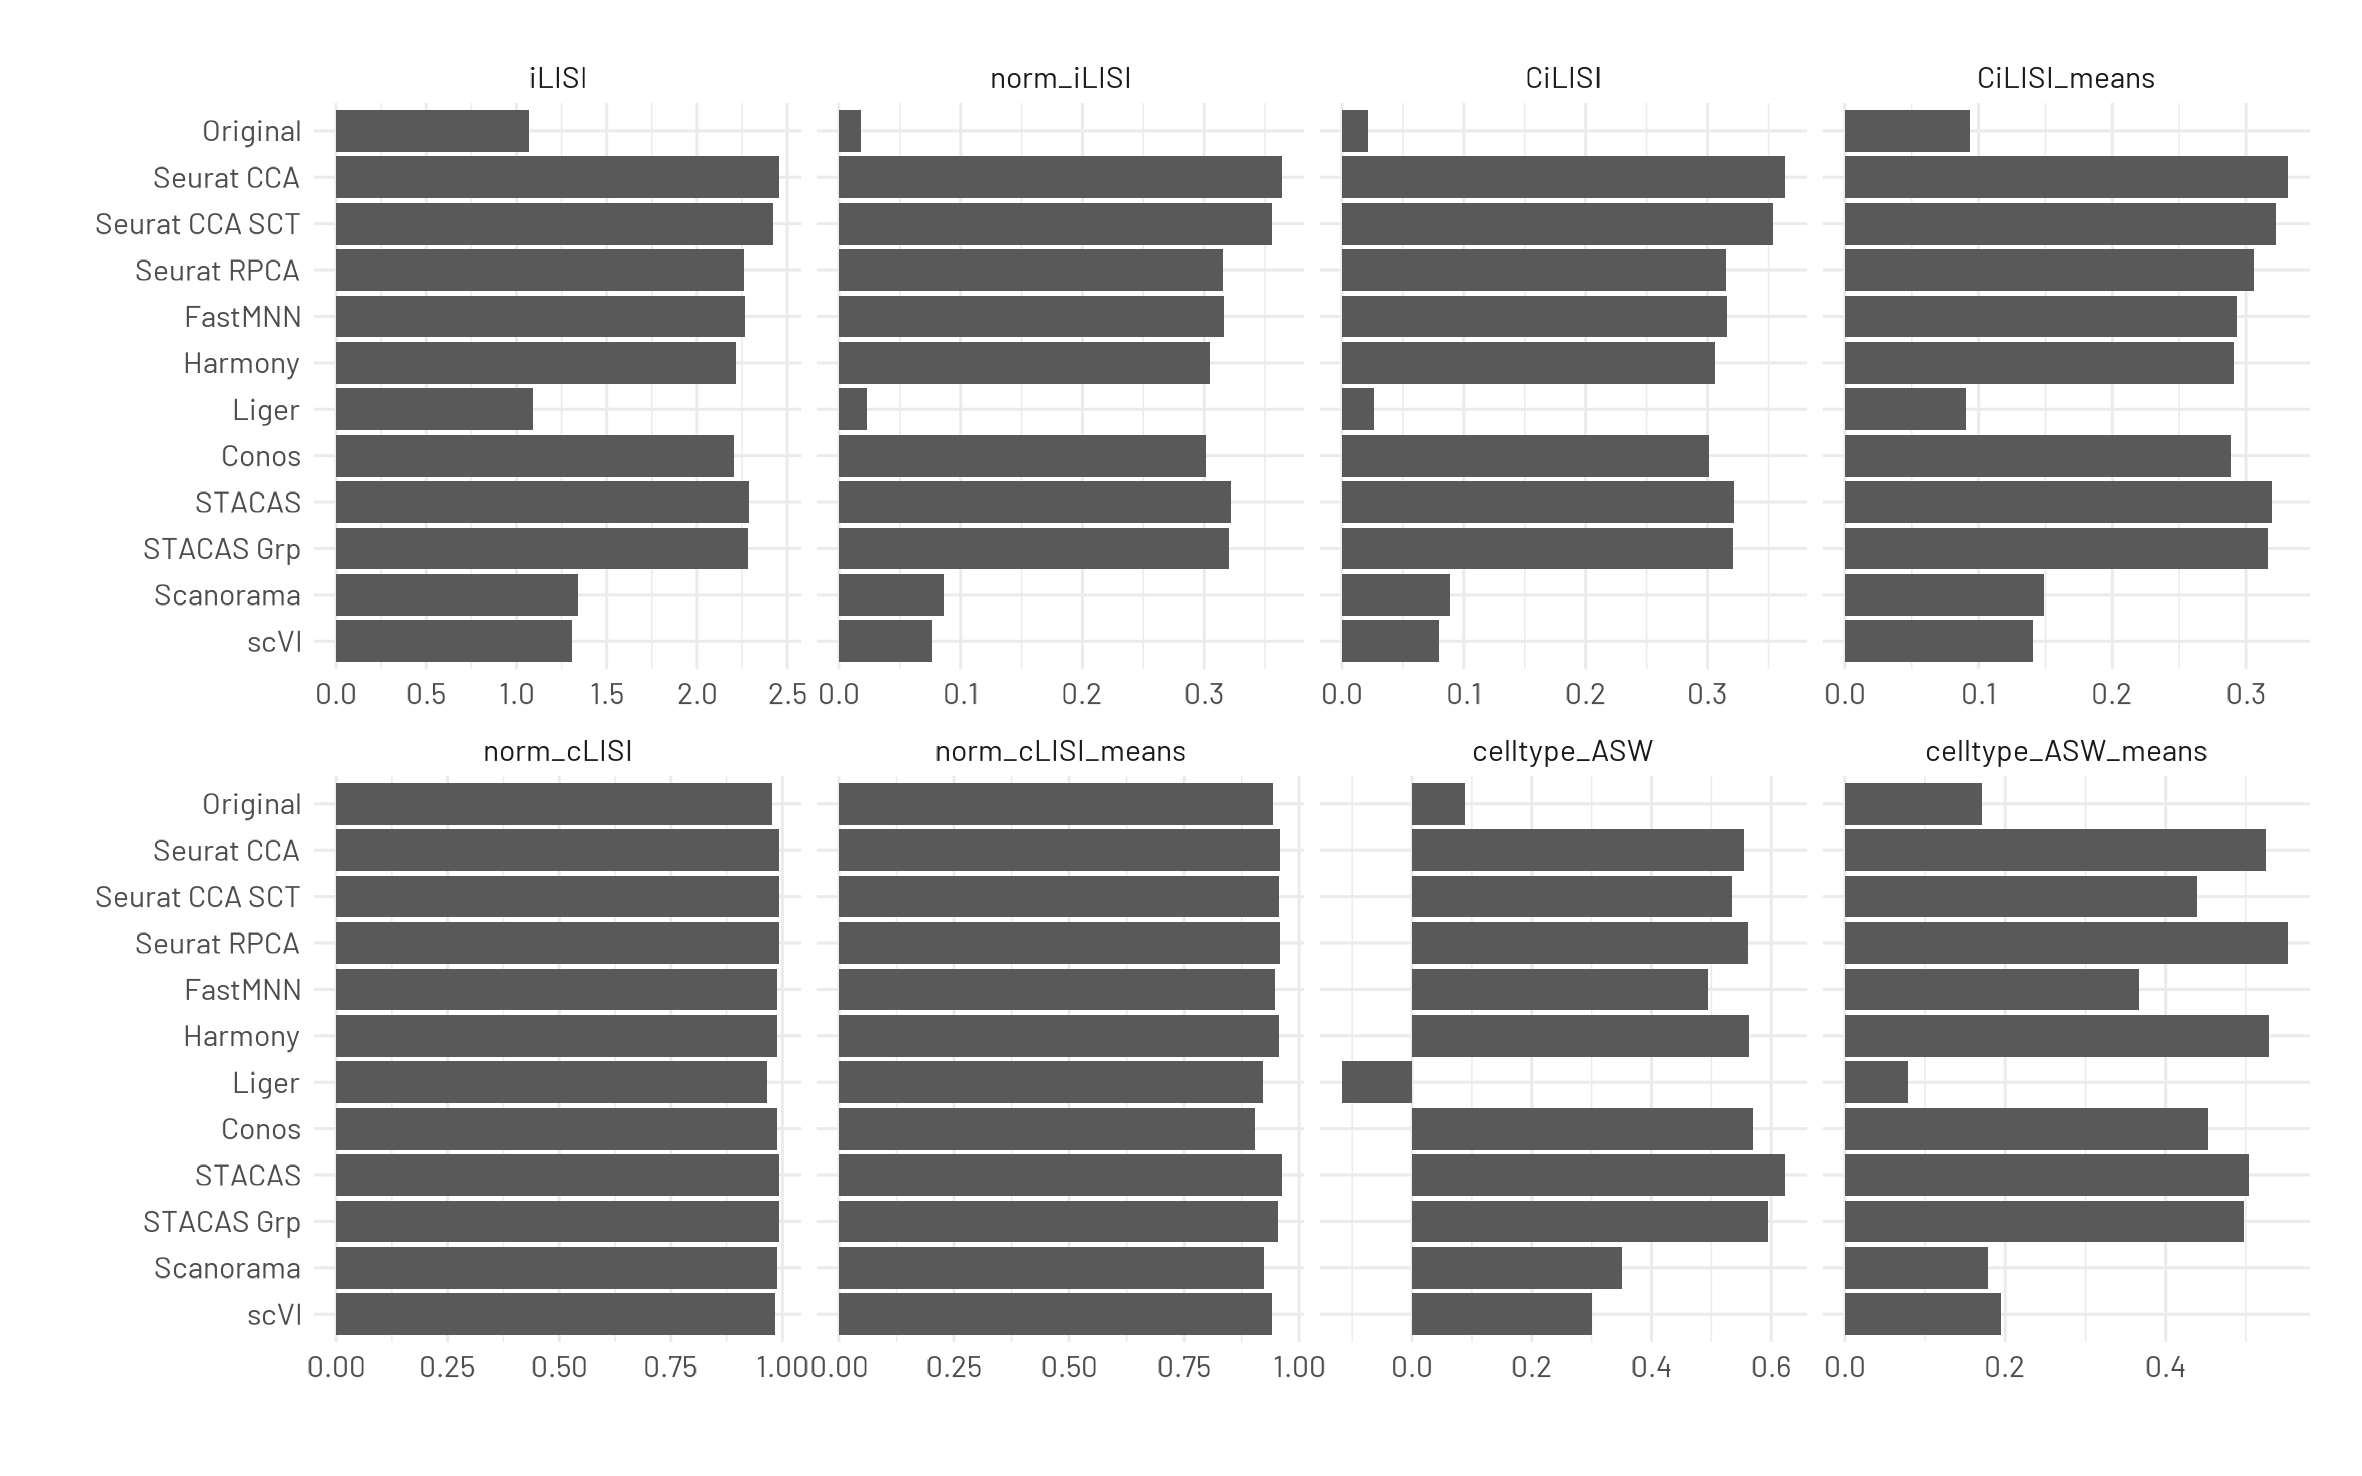 iLISI norm_iLISI CiLISI CiLISI_means
Original
Seurat CCA
Seurat CCA SCT
Seurat RPCA
FastMNN
Harmony
Liger
Conos
STACAS
STACAS Grp
Scanorama
scVI
0.0 0.5 1.0 1.5 2.0 2.5 0.0 0.1 0.2 0.3 0.0 0.1 0.2 0.3 0.0 0.1 0.2 0.3
norm_cLISI norm_cLISI_means celltype_ASW celltype_ASW_means
Original
Seurat CCA
Seurat CCA SCT
Seurat RPCA
FastMNN
Harmony
Liger
Conos
STACAS
STACAS Grp
Scanorama
scVI
0.00 0.25 0.50 0.75 1.00 0.00 0.25 0.50 0.75 1.00 0.0 0.2 0.4 0.6 0.0 0.2 0.4